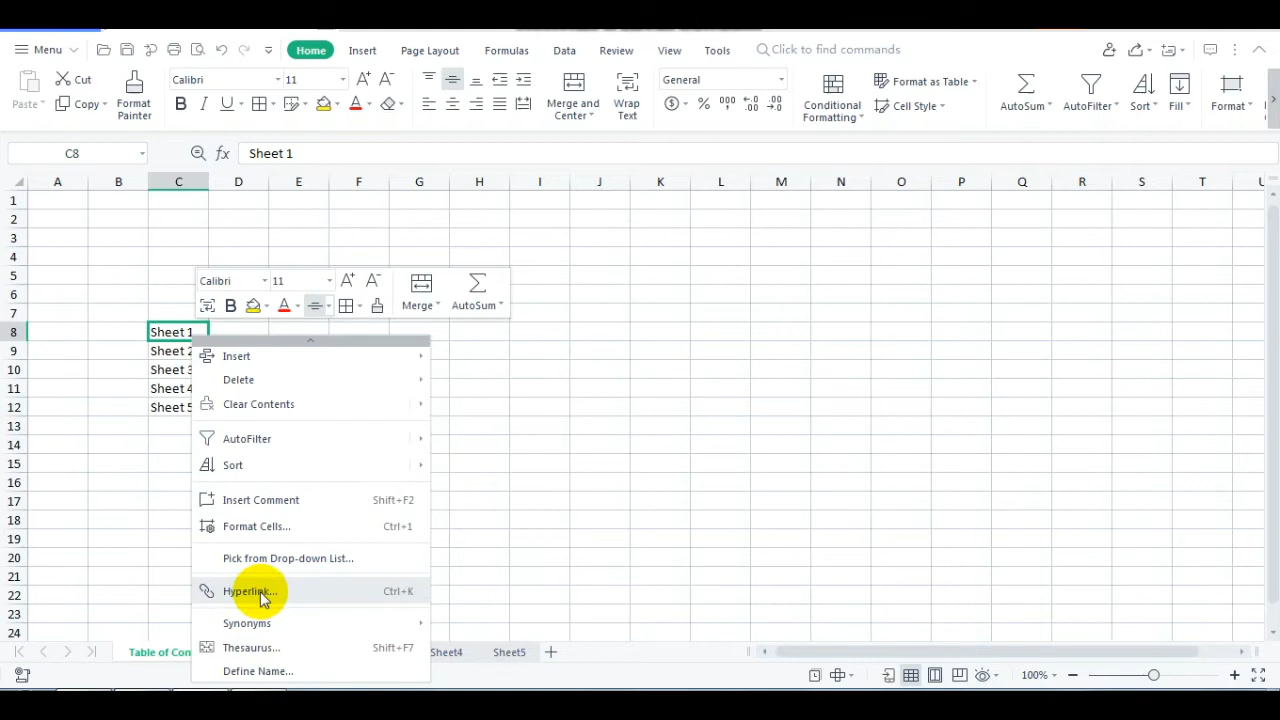 Menu Home Insert Page Layout Formulas Data Review View Tools Click to find commands
Paste Cut Copy Format Painter Calibri 11 Merge and Center Wrap Text General Conditional Formatting Format as Table Cell Style AutoSum AutoFilter Sort Fill Format
C8 fx Sheet 1
A B C D E F G H I J K L M N O P Q R S T U
1
2
3
4
5
Calibri 11
6
B A Merge AutoSum
7
8 Sheet 1
9 Sheet 2
10 Sheet 3
11 Sheet 4
12 Sheet 5
13
14
15
16
17
18
19
20
21
22
23
24
Insert
Delete
Clear Contents
AutoFilter
Sort
Insert Comment Shift+F2
Format Cells... Ctrl+1
Pick from Drop-down List...
Hyperlink... Ctrl+K
Synonyms
Thesaurus... Shift+F7
Define Name...
Table of Con Sheet4 Sheet5
100%